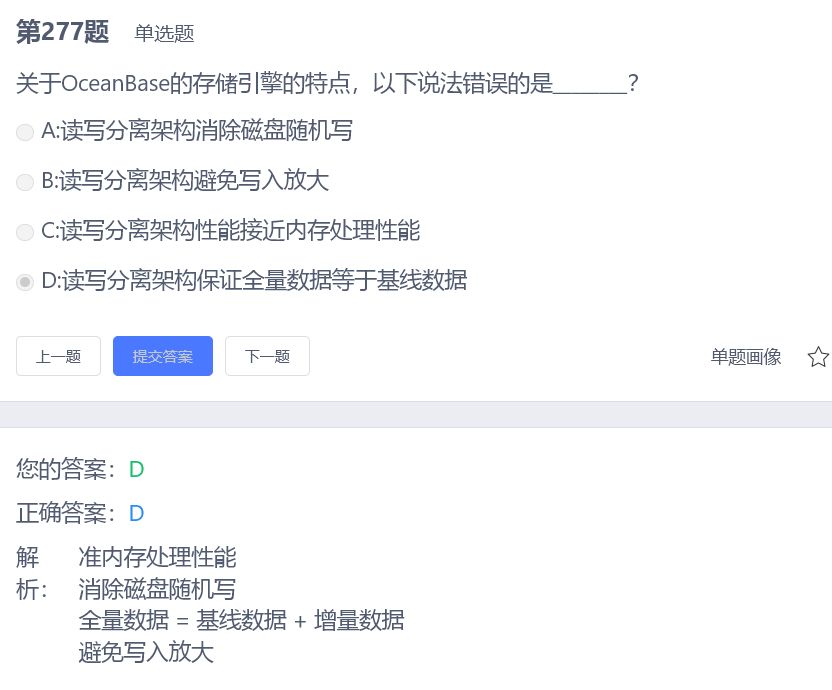 第277题 单选题
关于OceanBase的存储引擎的特点，以下说法错误的是_______？
A:读写分离架构消除磁盘随机写
B:读写分离架构避免写入放大
C:读写分离架构性能接近内存处理性能
D:读写分离架构保证全量数据等于基线数据
上一题 提交答案 下一题 单题画像
您的答案：D
正确答案：D
解 准内存处理性能
析： 消除磁盘随机写
全量数据 = 基线数据 + 增量数据
避免写入放大